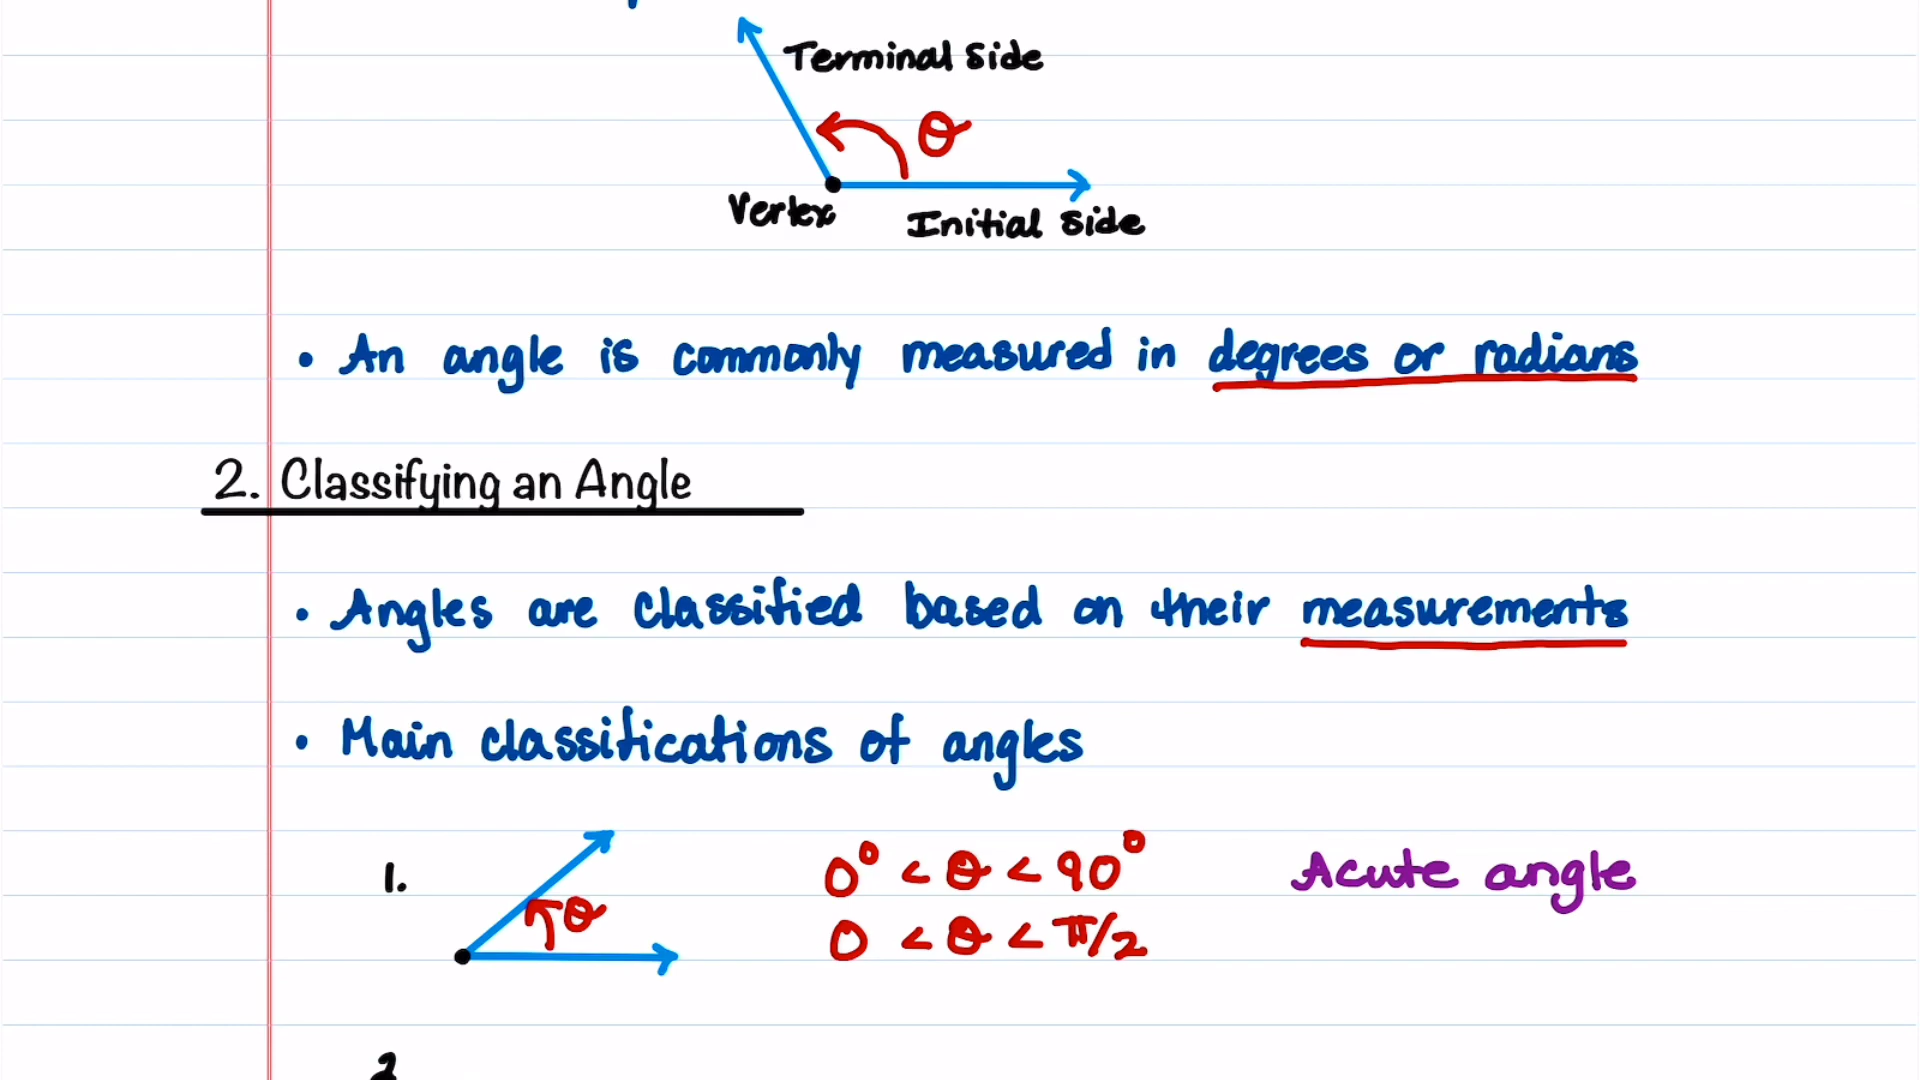 Terminal Side
θ
Vertex
Initial Side
• An angle is commonly measured in degrees or radians
2. Classifying an Angle
• Angles are classified based on their measurements
• Main classifications of angles
1. θ 0° < θ < 90° Acute angle
0 < θ < π/2